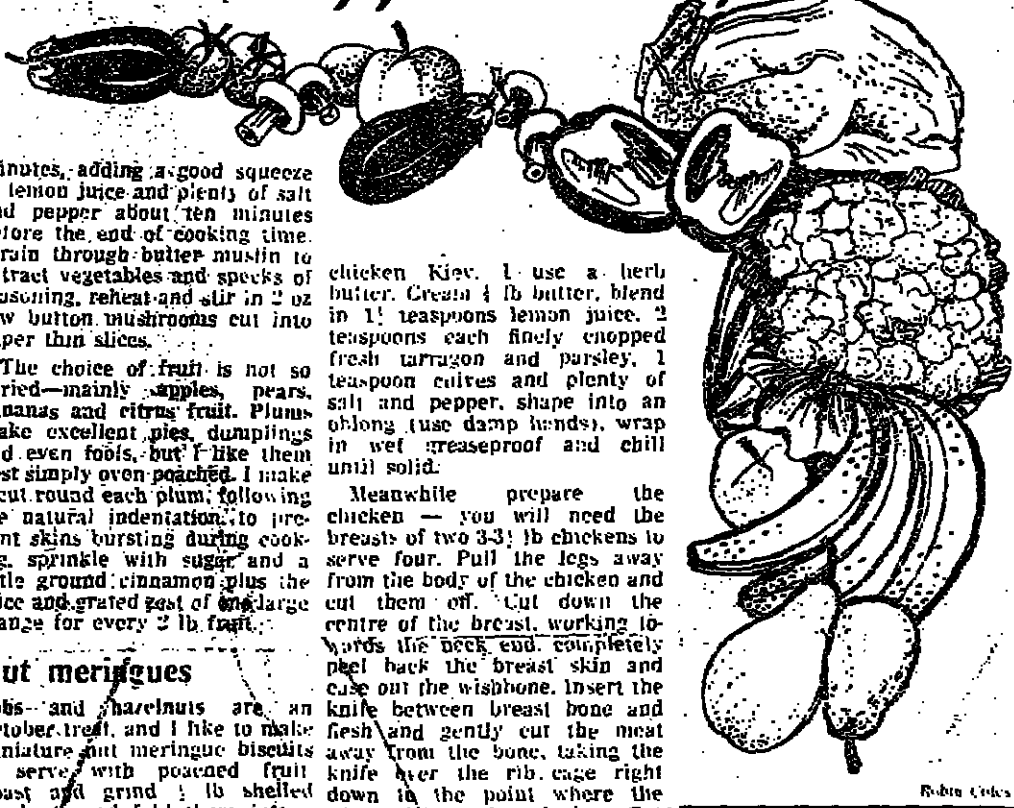 inutes, adding a good squeeze
lemon juice and plenty of salt
nd pepper about ten minutes
efore the end of cooking time.
rain through butter muslin to
tract vegetables and specks of
asoning, reheat and stir in 2 oz
w button mushrooms cut into
per thin slices.
The choice of fruit is not so
ried—mainly apples, pears,
nanas and citrus fruit. Plums
ake excellent pies, dumplings
d even fools, but I like them
st simply oven-poached. I make
cut round each plum, following
e natural indentation, to pre-
nt skins bursting during cook-
g, sprinkle with sugar and a
tle ground cinnamon plus the
ice and grated zest of one large
ange for every 2 lb fruit.
ut meringues
bs and hazelnuts are an
tober treat, and I like to make
niature nut meringue biscuits
serve with poached fruit
oast and grind lb shelled
chicken Kiev. I use a herb
butter. Cream lb butter, blend
in 1½ teaspoons lemon juice, 2
teaspoons each finely chopped
fresh tarragon and parsley, 1
teaspoon chives and plenty of
salt and pepper, shape into an
oblong (use damp hands), wrap
in wet greaseproof and chill
until solid.
Meanwhile prepare the
chicken — you will need the
breasts of two 3-3½ lb chickens to
serve four. Pull the legs away
from the body of the chicken and
cut them off. Cut down the
centre of the breast, working to-
wards the neck end, completely
peel back the breast skin and
ease out the wishbone. Insert the
knife between breast bone and
flesh and gently cut the meat
away from the bone, taking the
knife over the rib cage right
down to the point where the
Robin